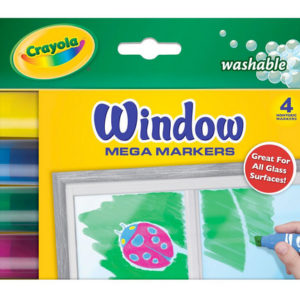 Crayola
washable
Window
MEGA MARKERS
4
NONTOXIC
MARKERS
Great For
All Glass
Surfaces!